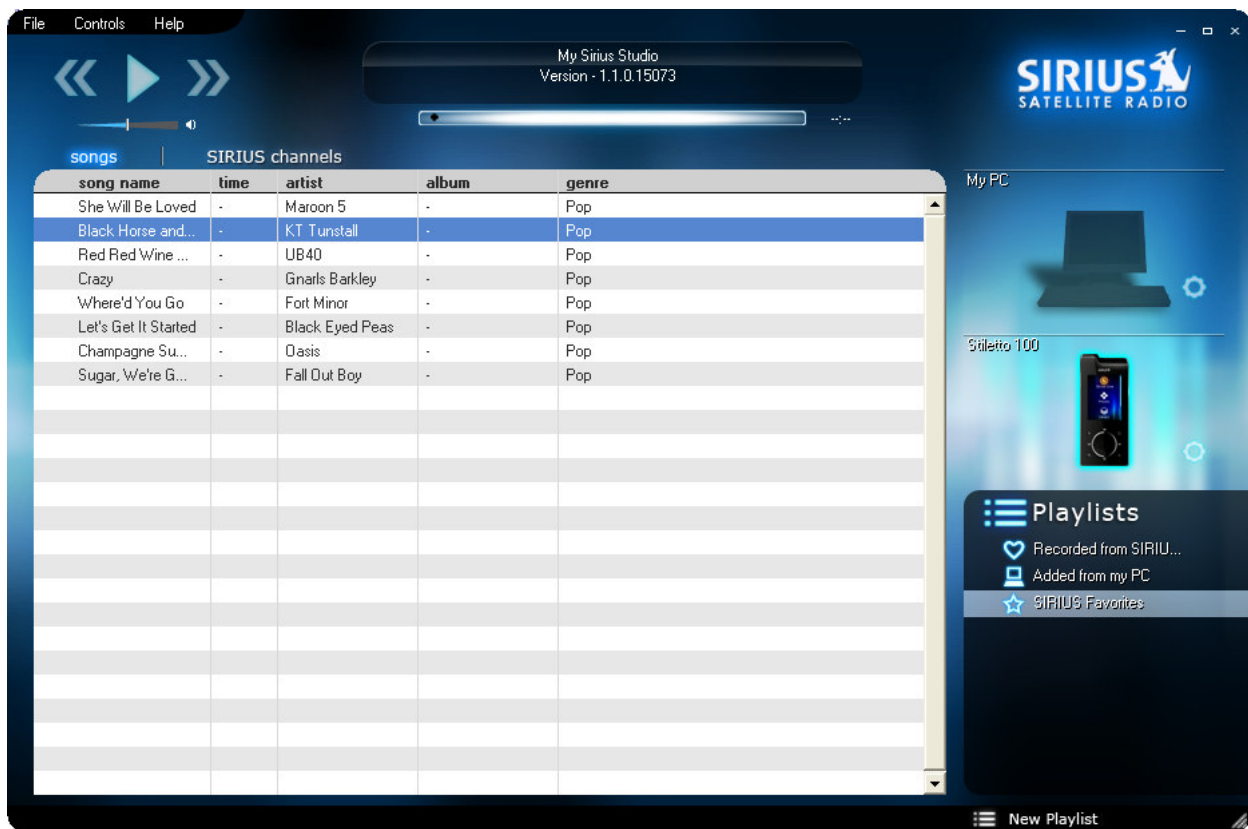 File Controls Help
My Sirius Studio
Version - 1.1.0.15073
SIRIUS
SATELLITE RADIO
--:--
songs | SIRIUS channels
song name time artist album genre
She Will Be Loved - Maroon 5 - Pop
Black Horse and... - KT Tunstall - Pop
Red Red Wine ... - UB40 - Pop
Crazy - Gnarls Barkley - Pop
Where'd You Go - Fort Minor - Pop
Let's Get It Started - Black Eyed Peas - Pop
Champagne Su... - Oasis - Pop
Sugar, We're G... - Fall Out Boy - Pop
My PC
Stiletto 100
Playlists
Recorded from SIRIU...
Added from my PC
SIRIUS Favorites
New Playlist